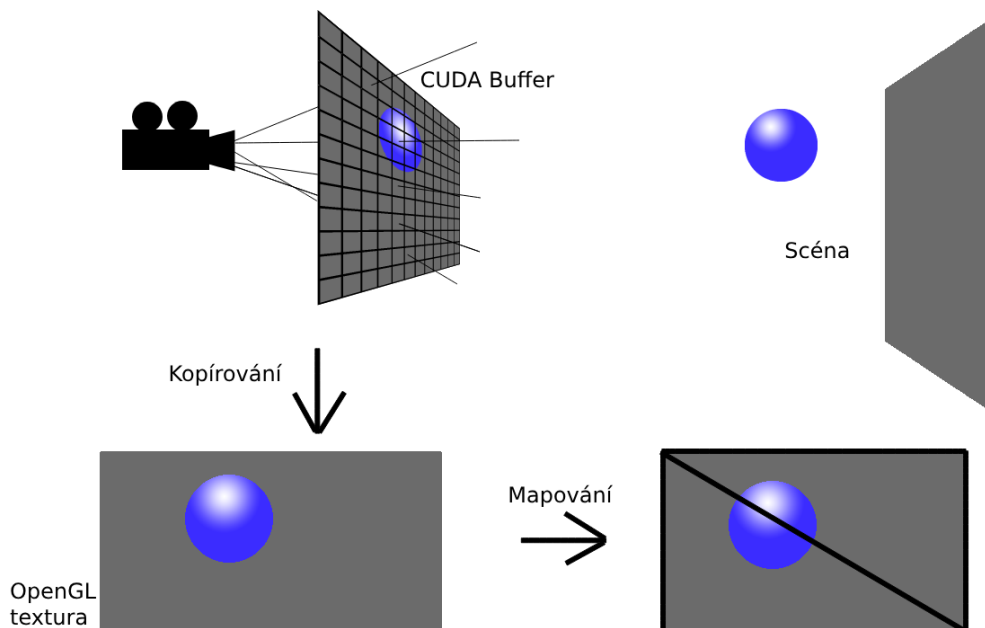 CUDA Buffer
Scéna
Kopírování
Mapování
OpenGL
textura